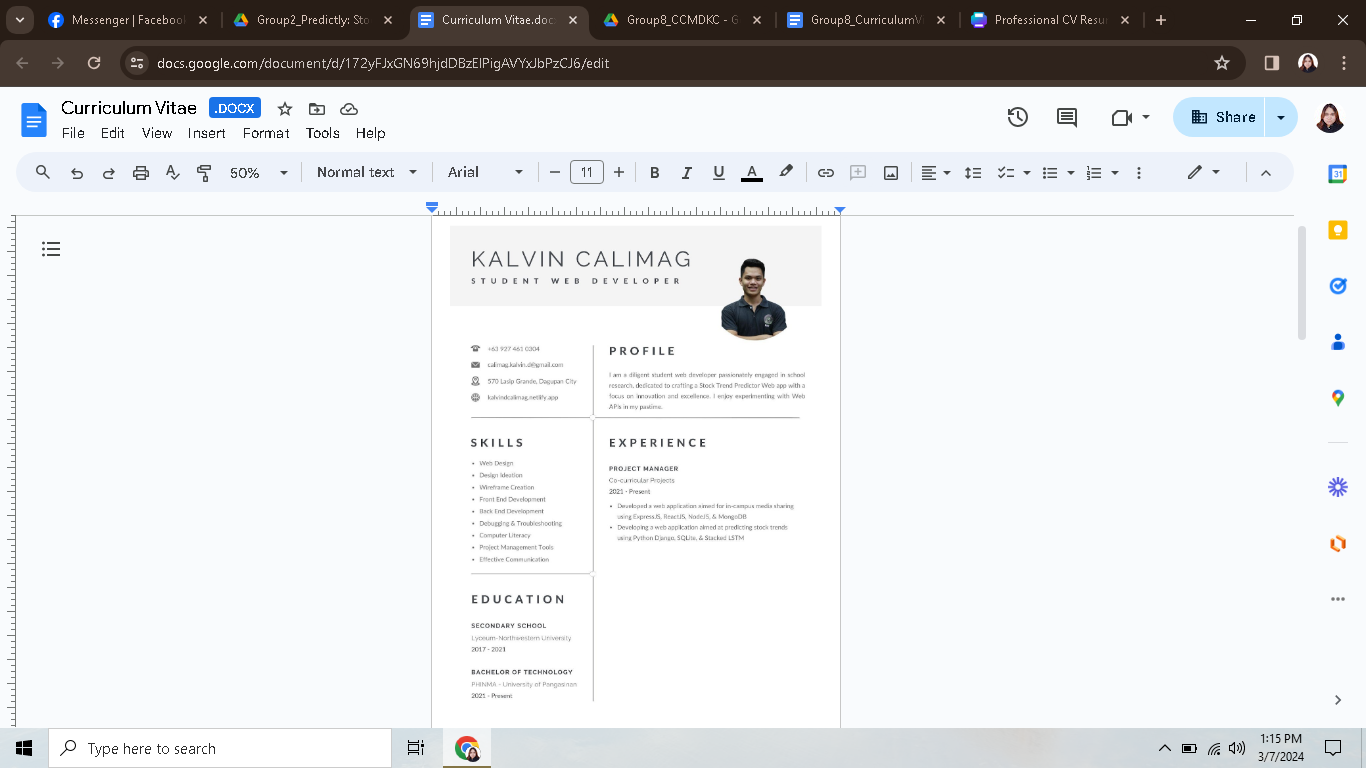 Messenger | Facebook
Group2_Predictly: Sto
Curriculum Vitae.doc
Group8_CCMDKC - G
Group8_CurriculumV
Professional CV Resu
docs.google.com/document/d/172yFJxGN69hjdDBzElPigAVYxJbPzCJ6/edit
Curriculum Vitae .DOCX
File Edit View Insert Format Tools Help
Share
50% Normal text Arial 11 B I U A
31
KALVIN CALIMAG
STUDENT WEB DEVELOPER
+63 927 461 0304
calimag.kalvin.d@gmail.com
570 Lasip Grande, Dagupan City
kalvindcalimag.netlify.app
PROFILE
I am a diligent student web developer passionately engaged in school
research, dedicated to crafting a Stock Trend Predictor Web app with a
focus on innovation and excellence. I enjoy experimenting with Web
APIs in my pastime.
SKILLS
Web Design
Design Ideation
Wireframe Creation
Front End Development
Back End Development
Debugging & Troubleshooting
Computer Literacy
Project Management Tools
Effective Communication
EXPERIENCE
PROJECT MANAGER
Co-curricular Projects
2021 - Present
Developed a web application aimed for in-campus media sharing
using ExpressJS, ReactJS, NodeJS, & MongoDB
Developing a web application aimed at predicting stock trends
using Python Django, SQLite, & Stacked LSTM
EDUCATION
SECONDARY SCHOOL
Lyceum-Northwestern University
2017 - 2021
BACHELOR OF TECHNOLOGY
PHINMA - University of Pangasinan
2021 - Present
Type here to search
1:15 PM
3/7/2024